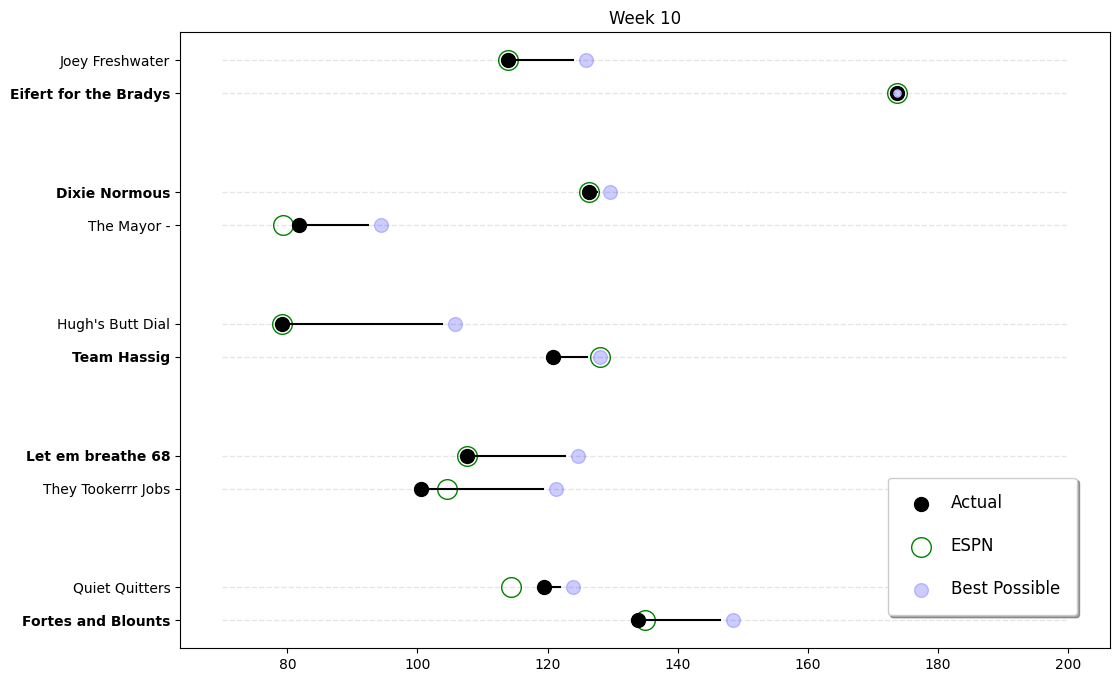 Week 10
Joey Freshwater
Eifert for the Bradys
Dixie Normous
The Mayor -
Hugh's Butt Dial
Team Hassig
Let em breathe 68
They Tookerrr Jobs
Quiet Quitters
Fortes and Blounts
Actual
ESPN
Best Possible
80 100 120 140 160 180 200